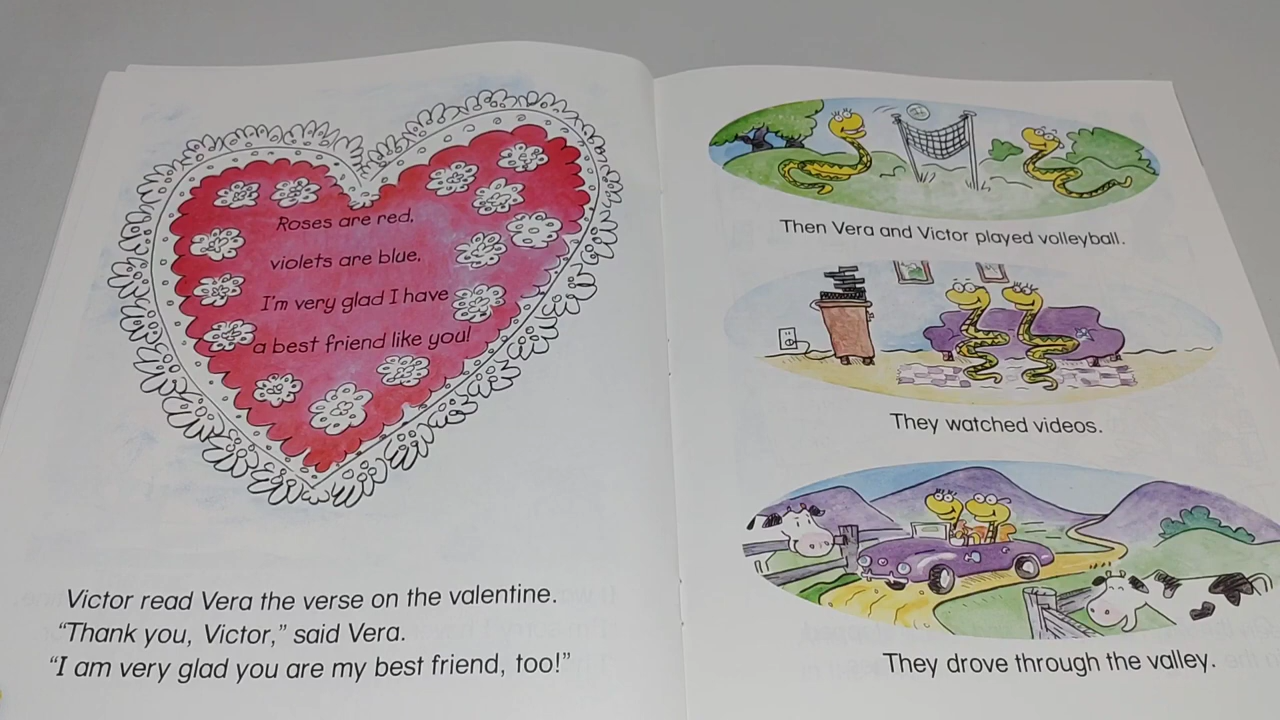 Roses are red,
violets are blue,
I'm very glad I have
a best friend like you!
Victor read Vera the verse on the valentine.
“Thank you, Victor,” said Vera.
“I am very glad you are my best friend, too!”
Then Vera and Victor played volleyball.
They watched videos.
They drove through the valley.